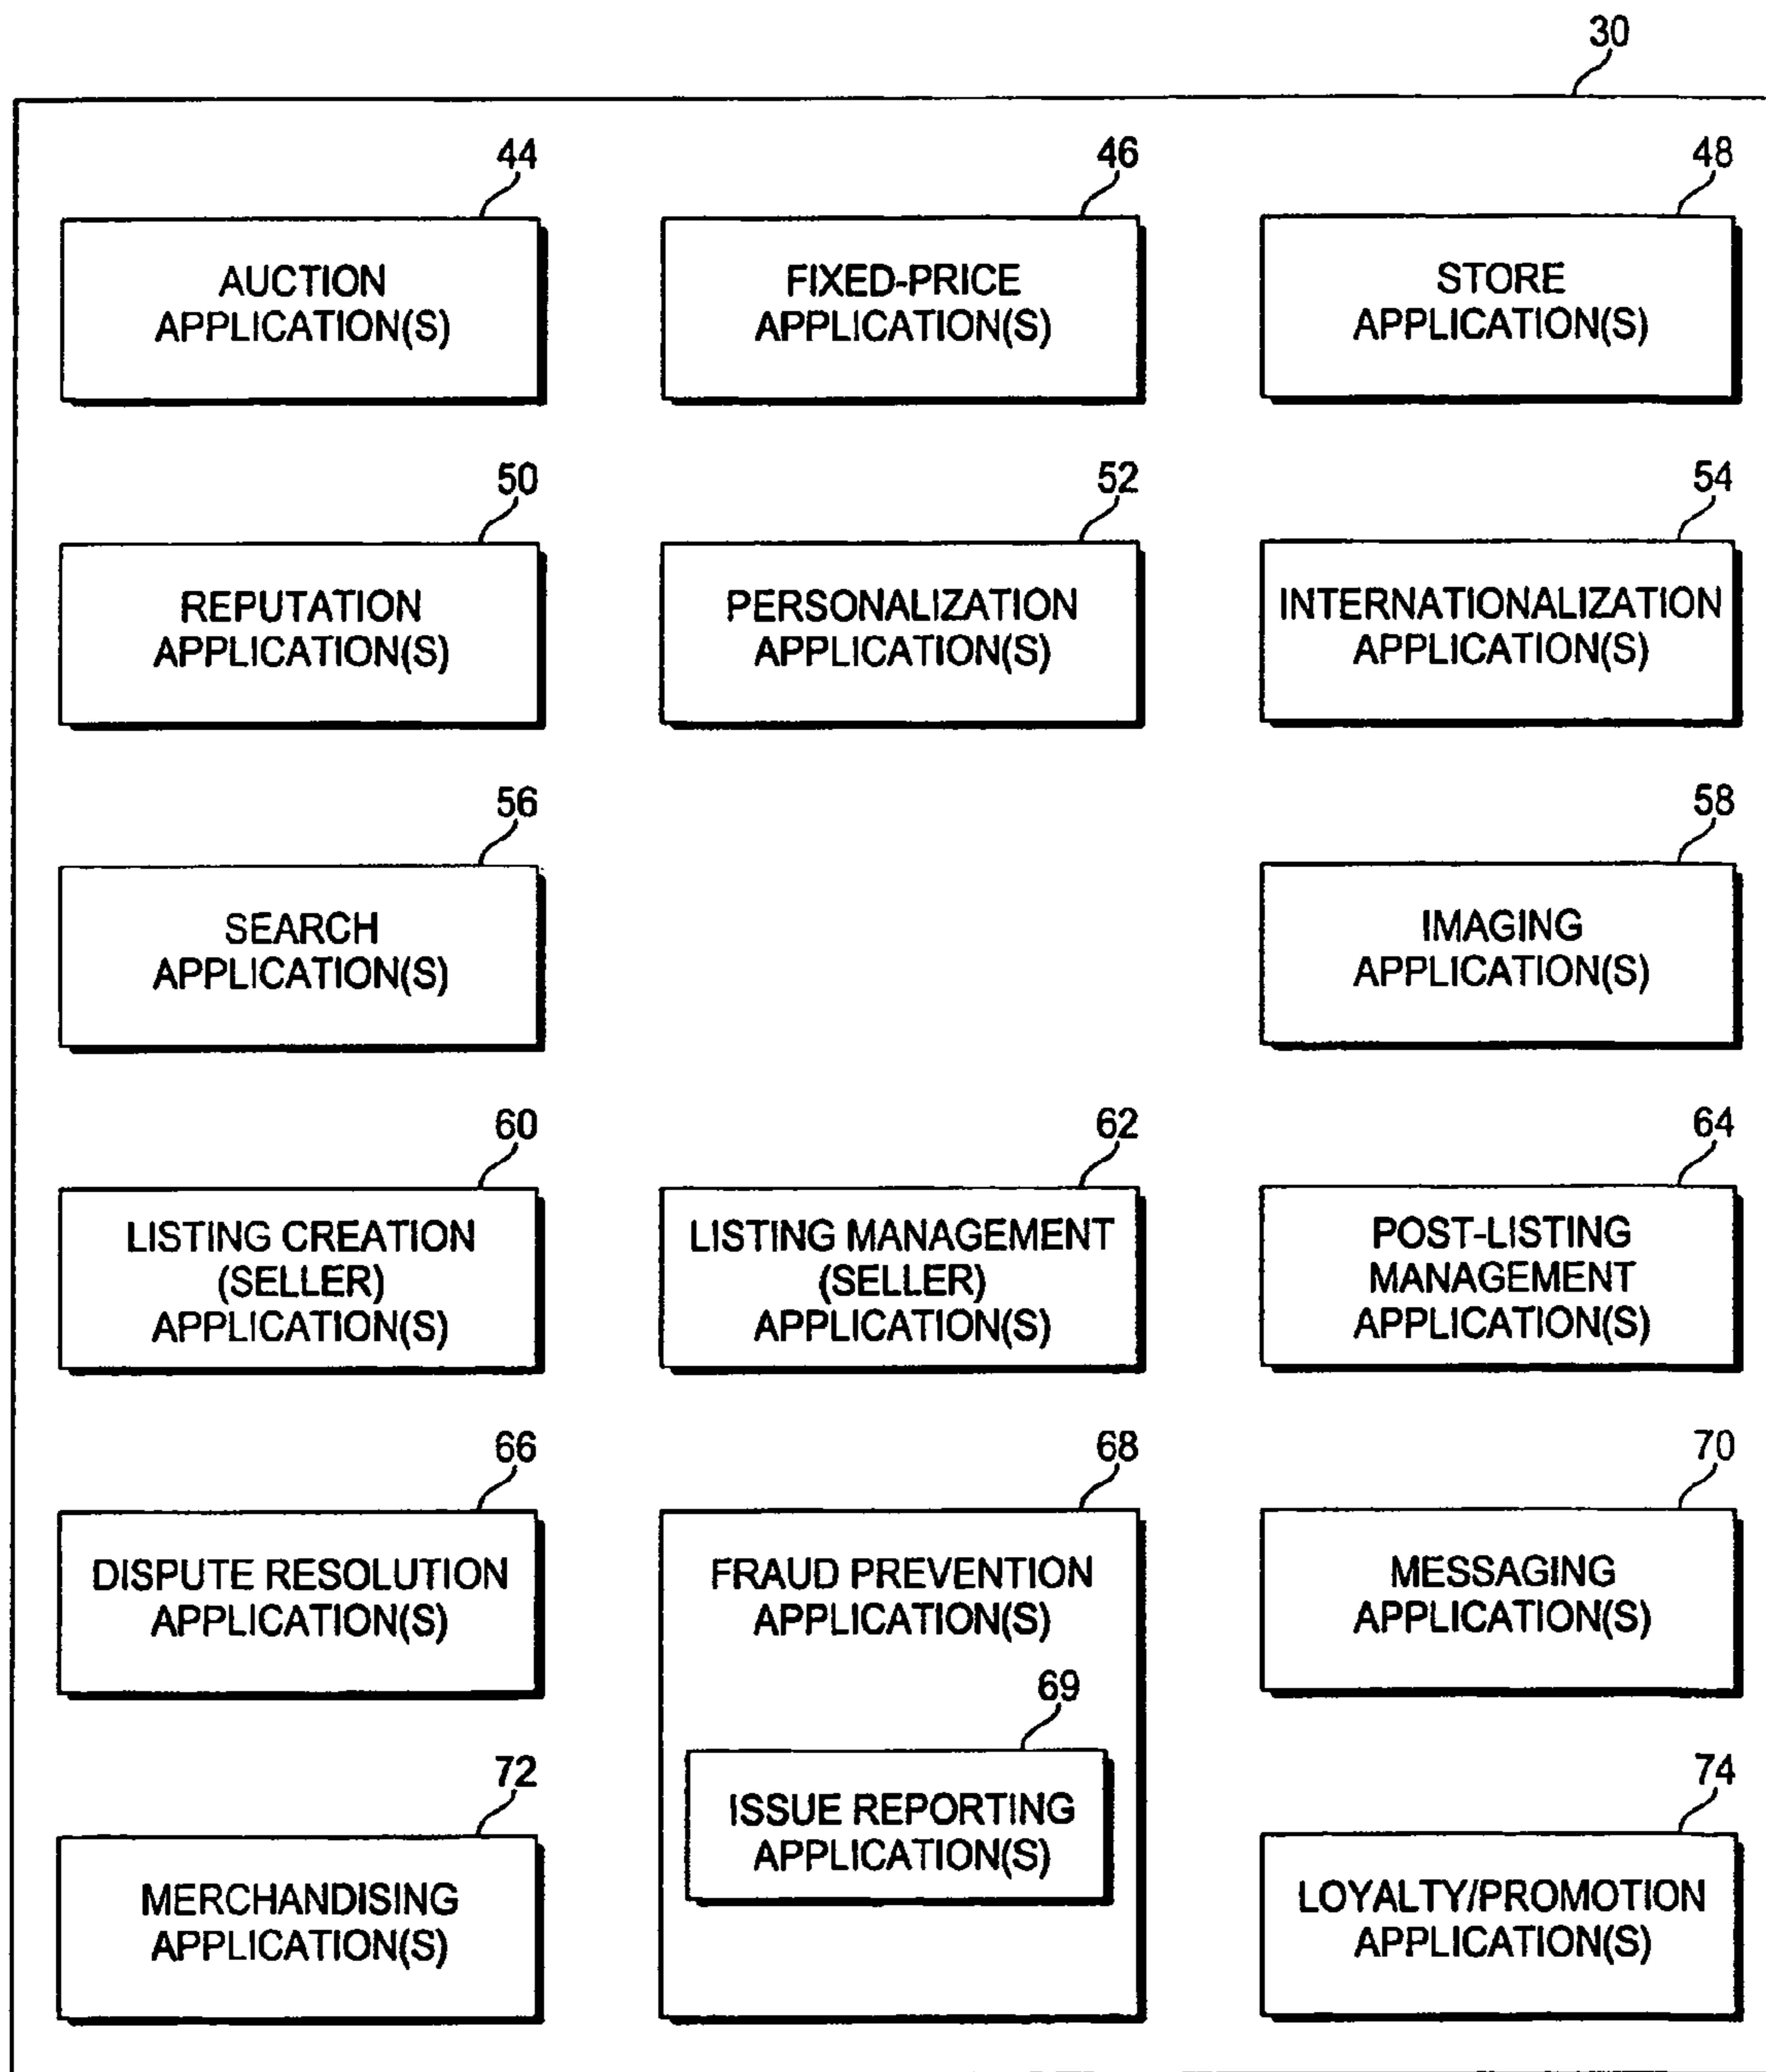 30
44
AUCTION
APPLICATION(S)
46
FIXED-PRICE
APPLICATION(S)
48
STORE
APPLICATION(S)
50
REPUTATION
APPLICATION(S)
52
PERSONALIZATION
APPLICATION(S)
54
INTERNATIONALIZATION
APPLICATION(S)
56
SEARCH
APPLICATION(S)
58
IMAGING
APPLICATION(S)
60
LISTING CREATION
(SELLER)
APPLICATION(S)
62
LISTING MANAGEMENT
(SELLER)
APPLICATION(S)
64
POST-LISTING
MANAGEMENT
APPLICATION(S)
66
DISPUTE RESOLUTION
APPLICATION(S)
68
FRAUD PREVENTION
APPLICATION(S)
69
ISSUE REPORTING
APPLICATION(S)
70
MESSAGING
APPLICATION(S)
72
MERCHANDISING
APPLICATION(S)
74
LOYALTY/PROMOTION
APPLICATION(S)